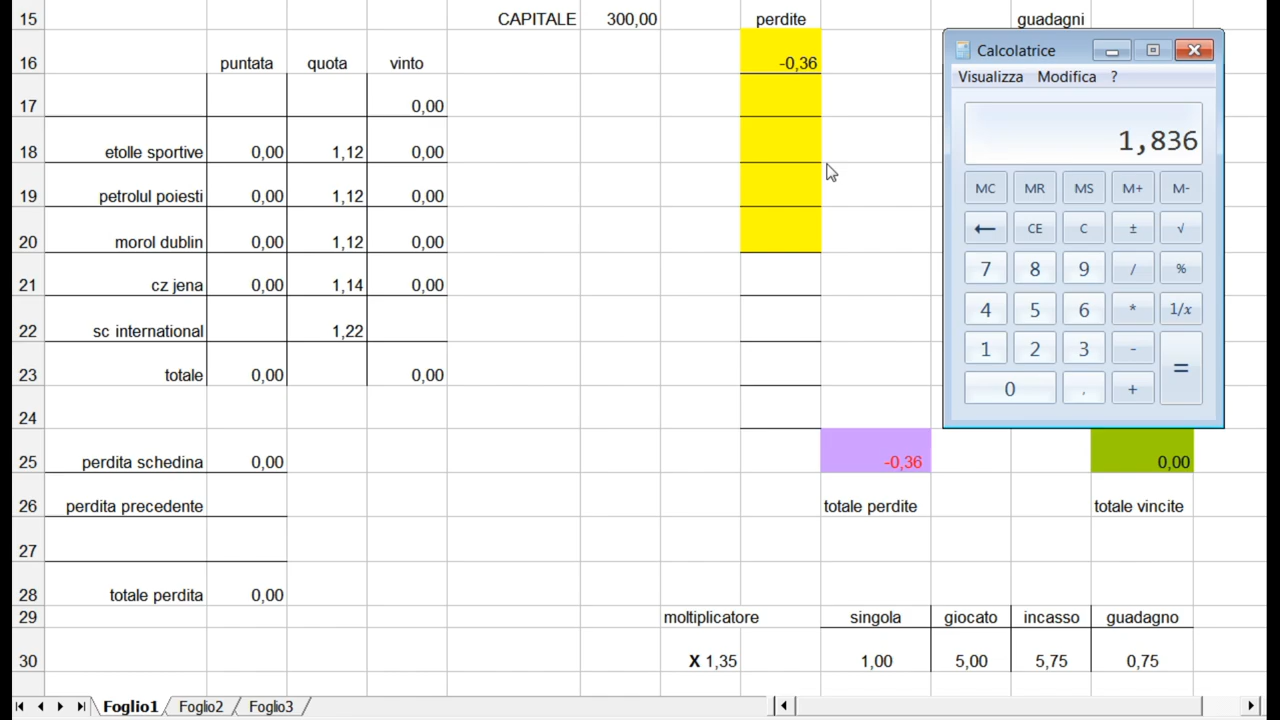 15 CAPITALE 300,00 perdite guadagni
16 puntata quota vinto -0,36
17 0,00
18 etolle sportive 0,00 1,12 0,00
19 petrolul poiesti 0,00 1,12 0,00
20 morol dublin 0,00 1,12 0,00
21 cz jena 0,00 1,14 0,00
22 sc international 1,22
23 totale 0,00 0,00
24
25 perdita schedina 0,00 -0,36 0,00
26 perdita precedente totale perdite totale vincite
27
28 totale perdita 0,00
29 moltiplicatore singola giocato incasso guadagno
30 X 1,35 1,00 5,00 5,75 0,75
Foglio1 Foglio2 Foglio3
Calcolatrice
Visualizza Modifica ?
1,836
MC MR MS M+ M-
← CE C ± √
7 8 9 / %
4 5 6 * 1/x
1 2 3 - =
0 , +